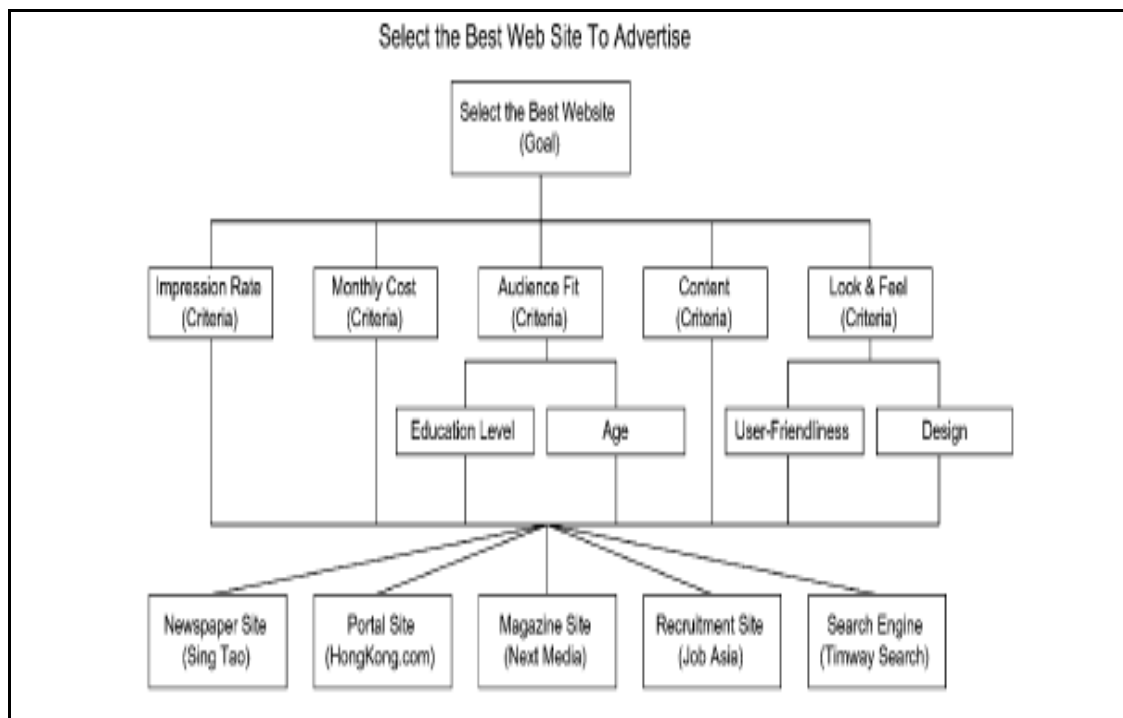 Select the Best Web Site To Advertise
Select the Best Website
(Goal)
Impression Rate
(Criteria)
Monthly Cost
(Criteria)
Audience Fit
(Criteria)
Content
(Criteria)
Look & Feel
(Criteria)
Education Level
Age
User-Friendliness
Design
Newspaper Site
(Sing Tao)
Portal Site
(HongKong.com)
Magazine Site
(Next Media)
Recruitment Site
(Job Asia)
Search Engine
(Timway Search)